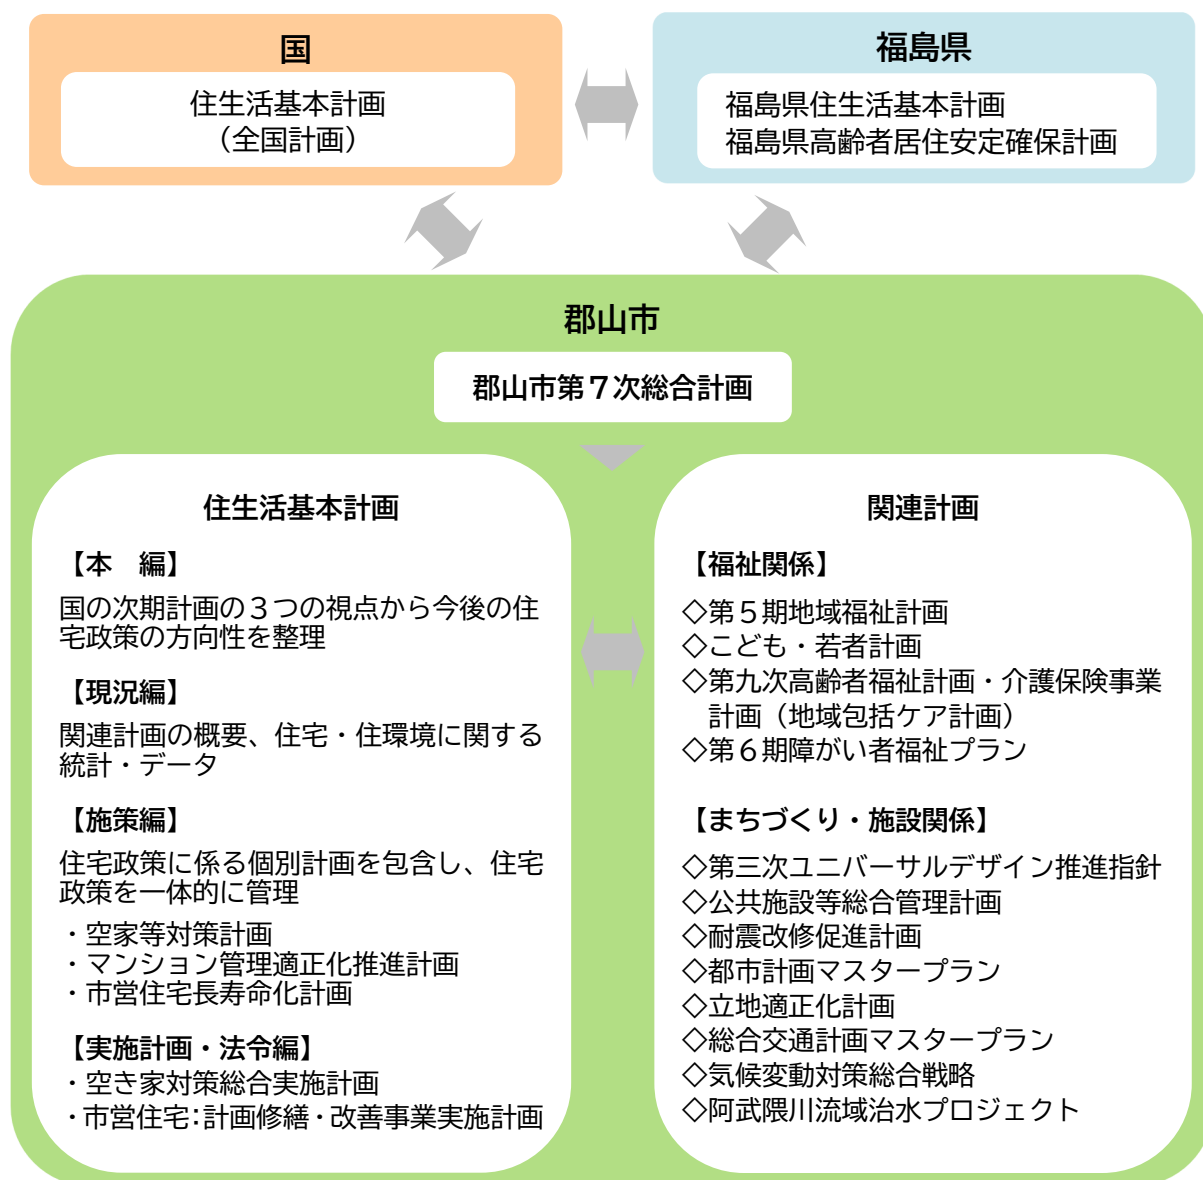 国
住生活基本計画
（全国計画）
福島県
福島県住生活基本計画
福島県高齢者居住安定確保計画
郡山市
郡山市第７次総合計画
住生活基本計画
【本　編】
国の次期計画の３つの視点から今後の住
宅政策の方向性を整理
【現況編】
関連計画の概要、住宅・住環境に関する
統計・データ
【施策編】
住宅政策に係る個別計画を包含し、住宅
政策を一体的に管理
・空家等対策計画
・マンション管理適正化推進計画
・市営住宅長寿命化計画
【実施計画・法令編】
・空き家対策総合実施計画
・市営住宅：計画修繕・改善事業実施計画
関連計画
【福祉関係】
◇第５期地域福祉計画
◇こども・若者計画
◇第九次高齢者福祉計画・介護保険事業
計画（地域包括ケア計画）
◇第６期障がい者福祉プラン
【まちづくり・施設関係】
◇第三次ユニバーサルデザイン推進指針
◇公共施設等総合管理計画
◇耐震改修促進計画
◇都市計画マスタープラン
◇立地適正化計画
◇総合交通計画マスタープラン
◇気候変動対策総合戦略
◇阿武隈川流域治水プロジェクト